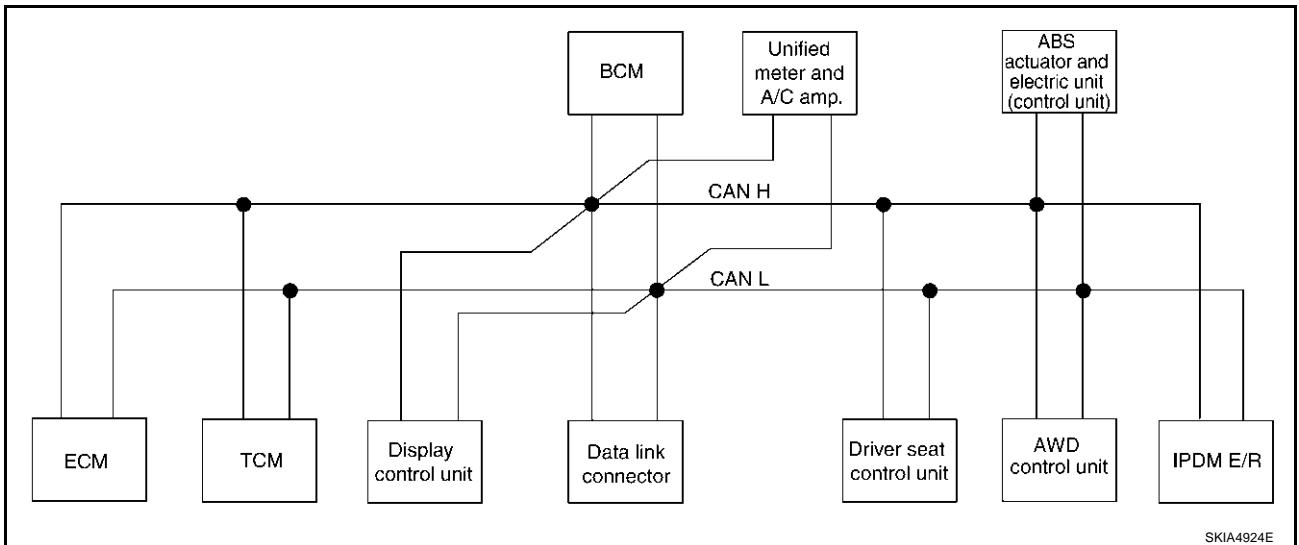 BCM
Unified
meter and
A/C amp.
ABS
actuator and
electric unit
(control unit)
CAN H
CAN L
ECM
TCM
Display
control unit
Data link
connector
Driver seat
control unit
AWD
control unit
IPDM E/R
SKIA4924E